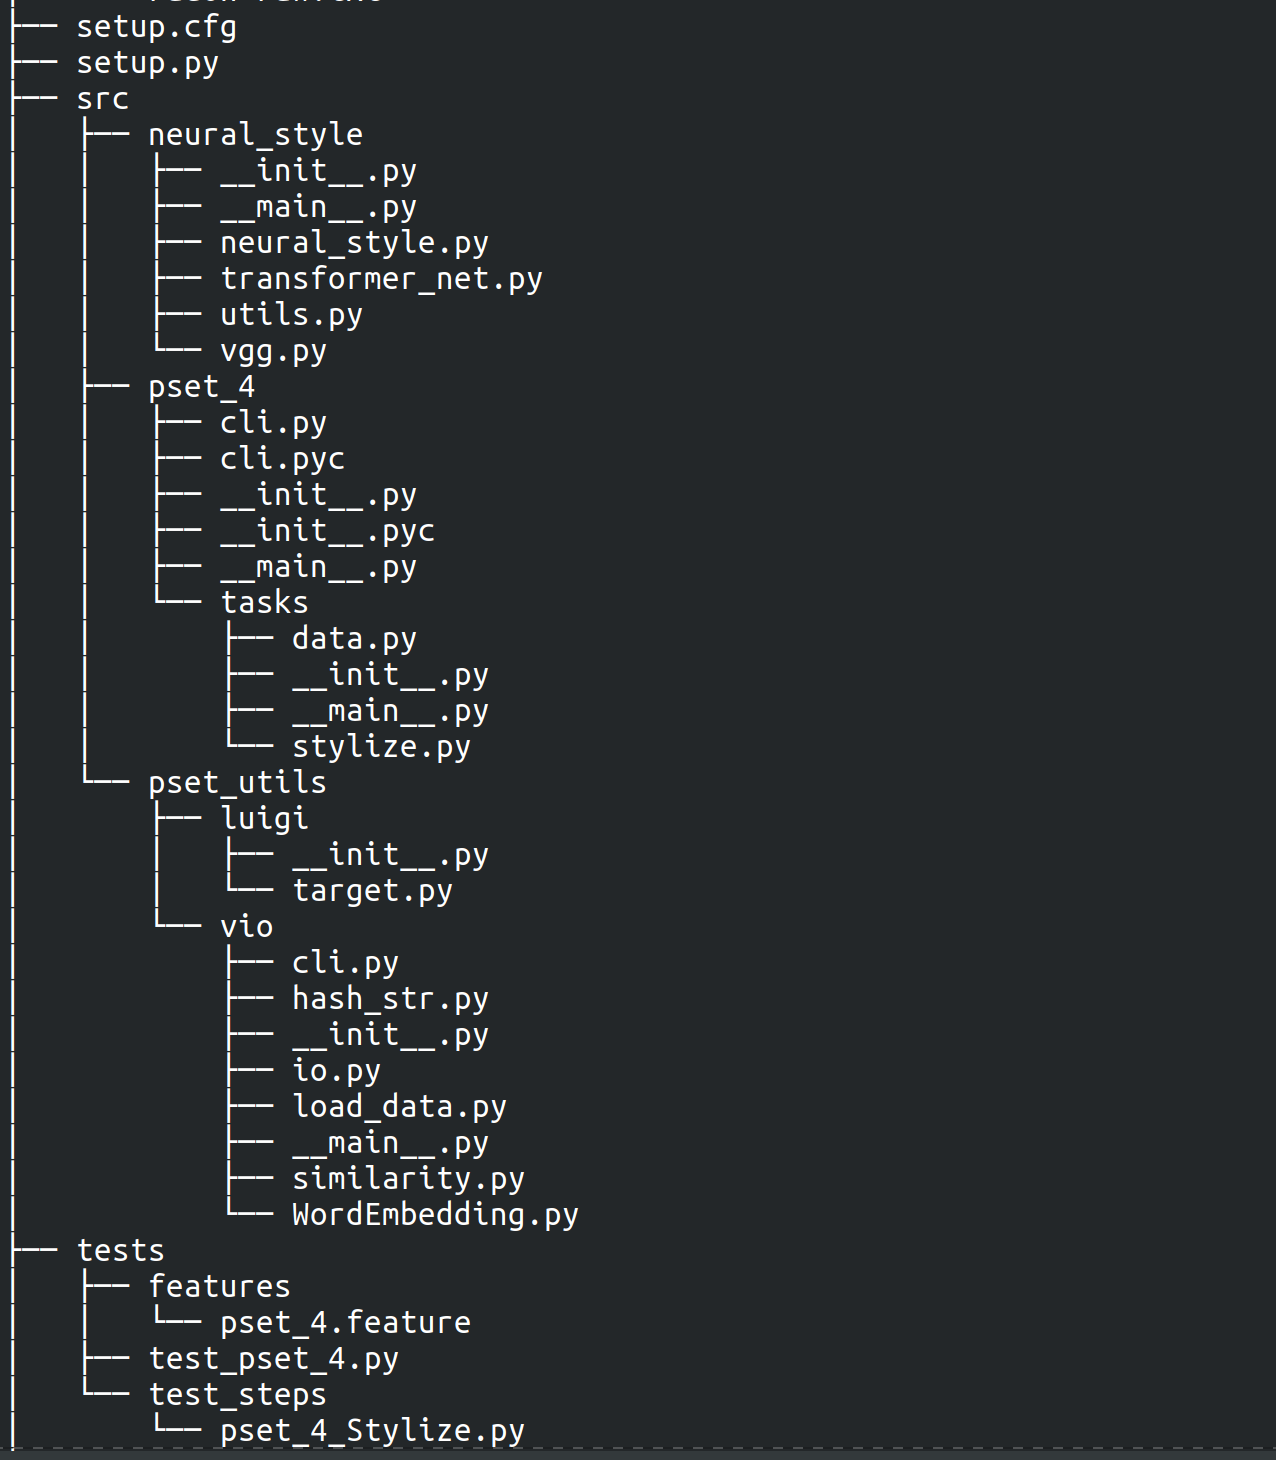 ├── setup.cfg
├── setup.py
├── src
│   ├── neural_style
│   │   ├── __init__.py
│   │   ├── __main__.py
│   │   ├── neural_style.py
│   │   ├── transformer_net.py
│   │   ├── utils.py
│   │   └── vgg.py
│   ├── pset_4
│   │   ├── cli.py
│   │   ├── cli.pyc
│   │   ├── __init__.py
│   │   ├── __init__.pyc
│   │   ├── __main__.py
│   │   └── tasks
│   │       ├── data.py
│   │       ├── __init__.py
│   │       ├── __main__.py
│   │       └── stylize.py
│   └── pset_utils
│       ├── luigi
│       │   ├── __init__.py
│       │   └── target.py
│       └── vio
│           ├── cli.py
│           ├── hash_str.py
│           ├── __init__.py
│           ├── io.py
│           ├── load_data.py
│           ├── __main__.py
│           ├── similarity.py
│           └── WordEmbedding.py
├── tests
│   ├── features
│   │   └── pset_4.feature
│   ├── test_pset_4.py
│   └── test_steps
│       └── pset_4_Stylize.py